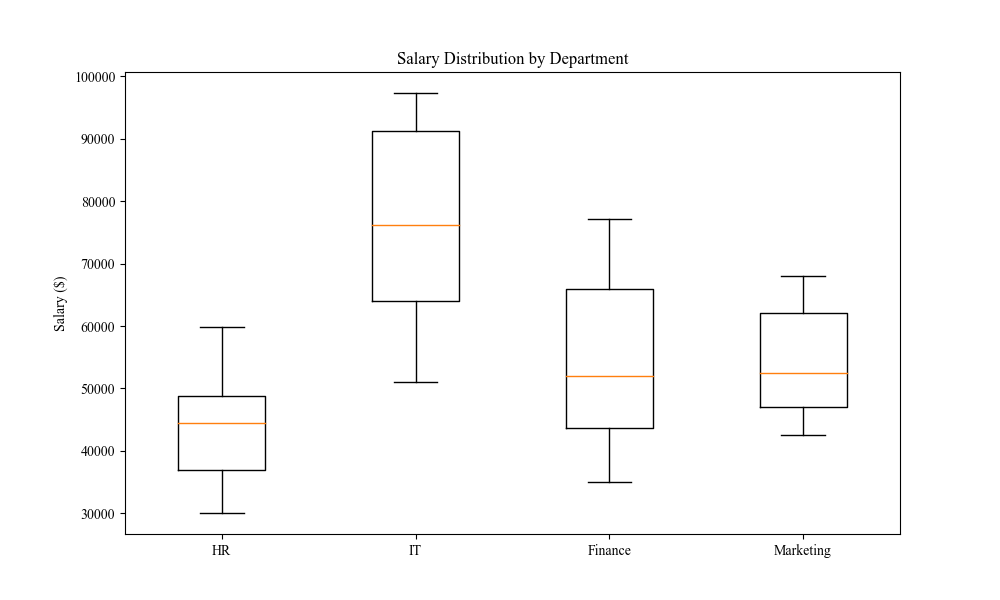 Salary Distribution by Department
100000
90000
80000
70000
60000
50000
40000
30000
Salary ($)
HR
IT
Finance
Marketing